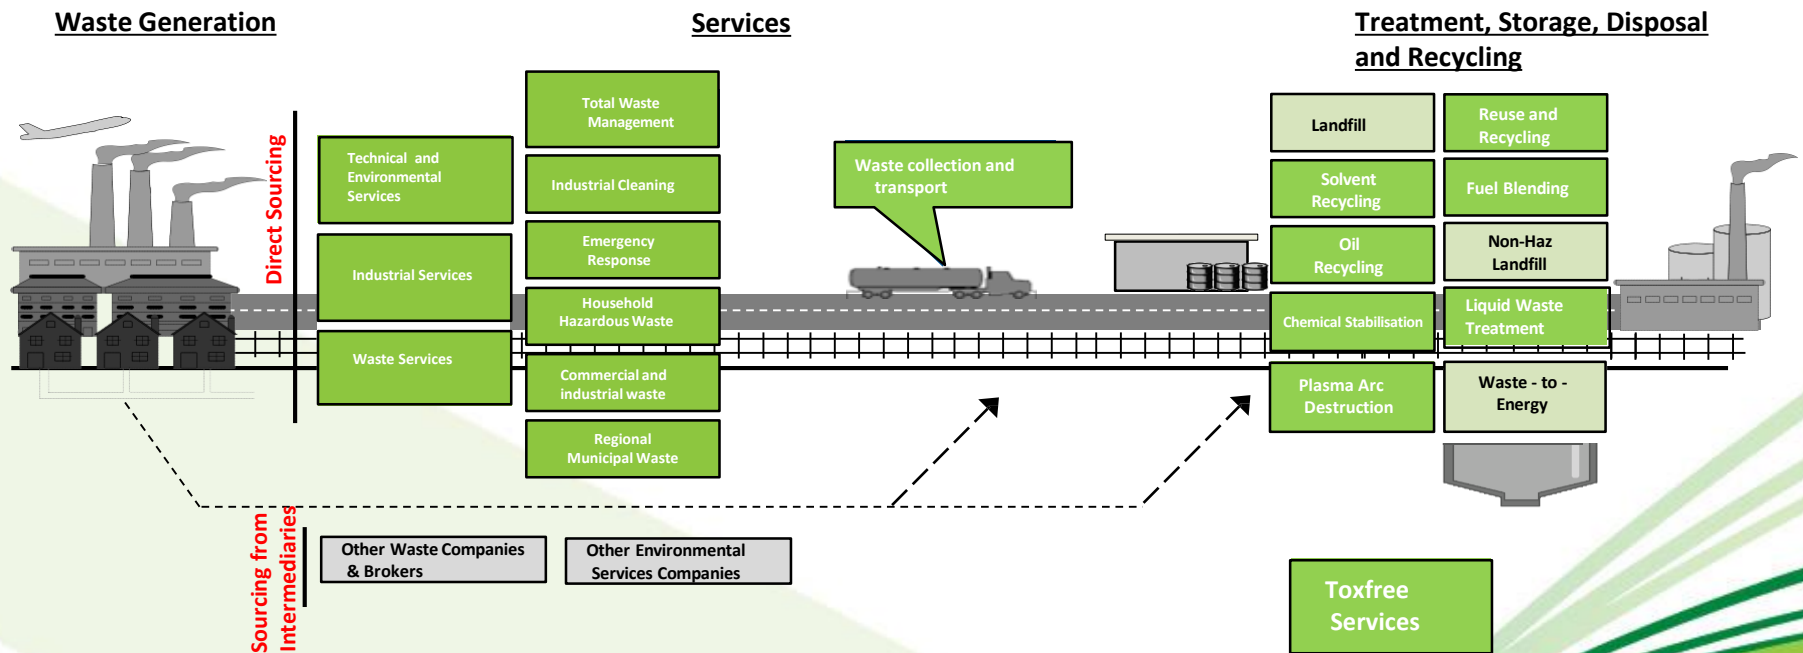 Waste Generation
Services
Treatment, Storage, Disposal
and Recycling
Direct Sourcing
Technical and
Environmental
Services
Industrial Services
Waste Services
Total Waste
Management
Industrial Cleaning
Emergency
Response
Household
Hazardous Waste
Commercial and
industrial waste
Regional
Municipal Waste
Waste collection and
transport
Landfill
Reuse and
Recycling
Solvent
Recycling
Fuel Blending
Oil
Recycling
Non-Haz
Landfill
Chemical Stabilisation
Liquid Waste
Treatment
Plasma Arc
Destruction
Waste - to -
Energy
Sourcing from
Intermediaries
Other Waste Companies
& Brokers
Other Environmental
Services Companies
Toxfree
Services